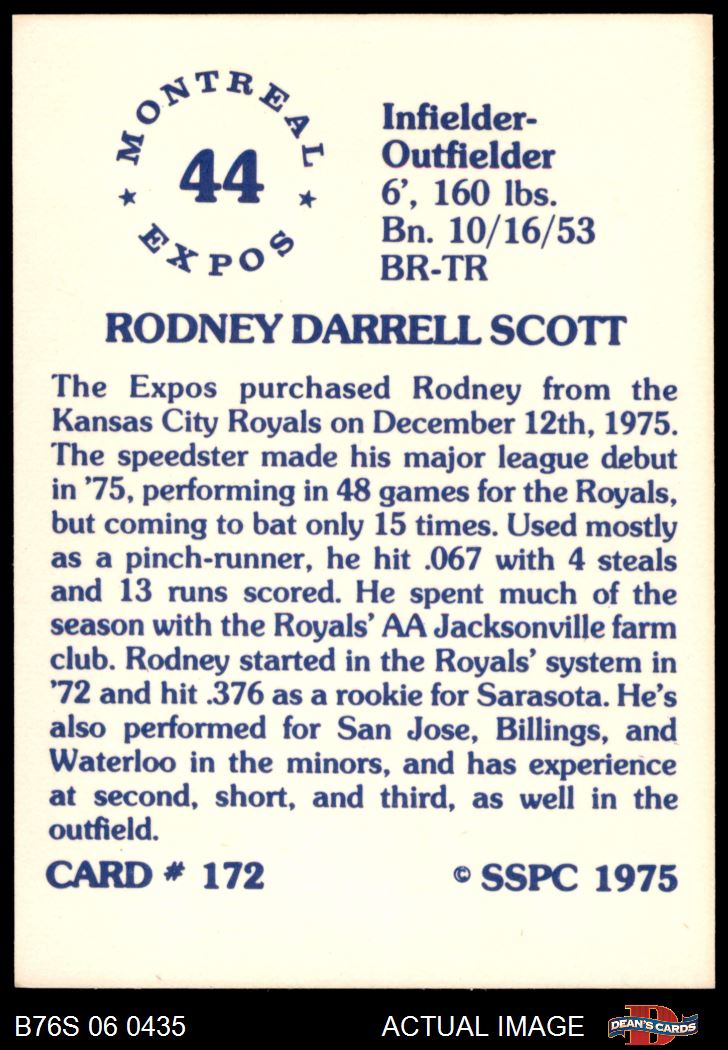 MONTREAL
44
EXPOS
Infielder-
Outfielder
6', 160 lbs.
Bn. 10/16/53
BR-TR
RODNEY DARRELL SCOTT
The Expos purchased Rodney from the
Kansas City Royals on December 12th, 1975.
The speedster made his major league debut
in '75, performing in 48 games for the Royals,
but coming to bat only 15 times. Used mostly
as a pinch-runner, he hit .067 with 4 steals
and 13 runs scored. He spent much of the
season with the Royals' AA Jacksonville farm
club. Rodney started in the Royals' system in
'72 and hit .376 as a rookie for Sarasota. He's
also performed for San Jose, Billings, and
Waterloo in the minors, and has experience
at second, short, and third, as well in the
outfield.
CARD # 172 © SSPC 1975
B76S 06 0435 ACTUAL IMAGE D DEAN'S CARDS